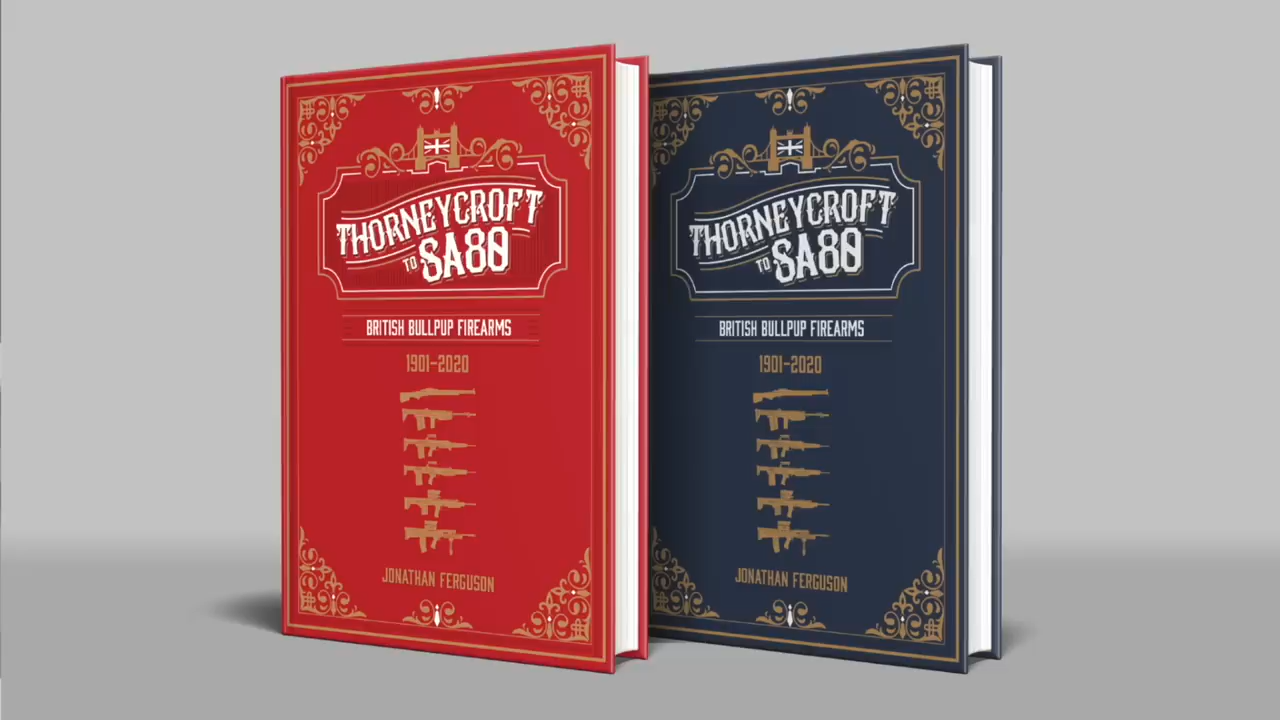 THORNEYCROFT
TO SA80
BRITISH BULLPUP FIREARMS
1901-2020
JONATHAN FERGUSON
THORNEYCROFT
TO SA80
BRITISH BULLPUP FIREARMS
1901-2020
JONATHAN FERGUSON